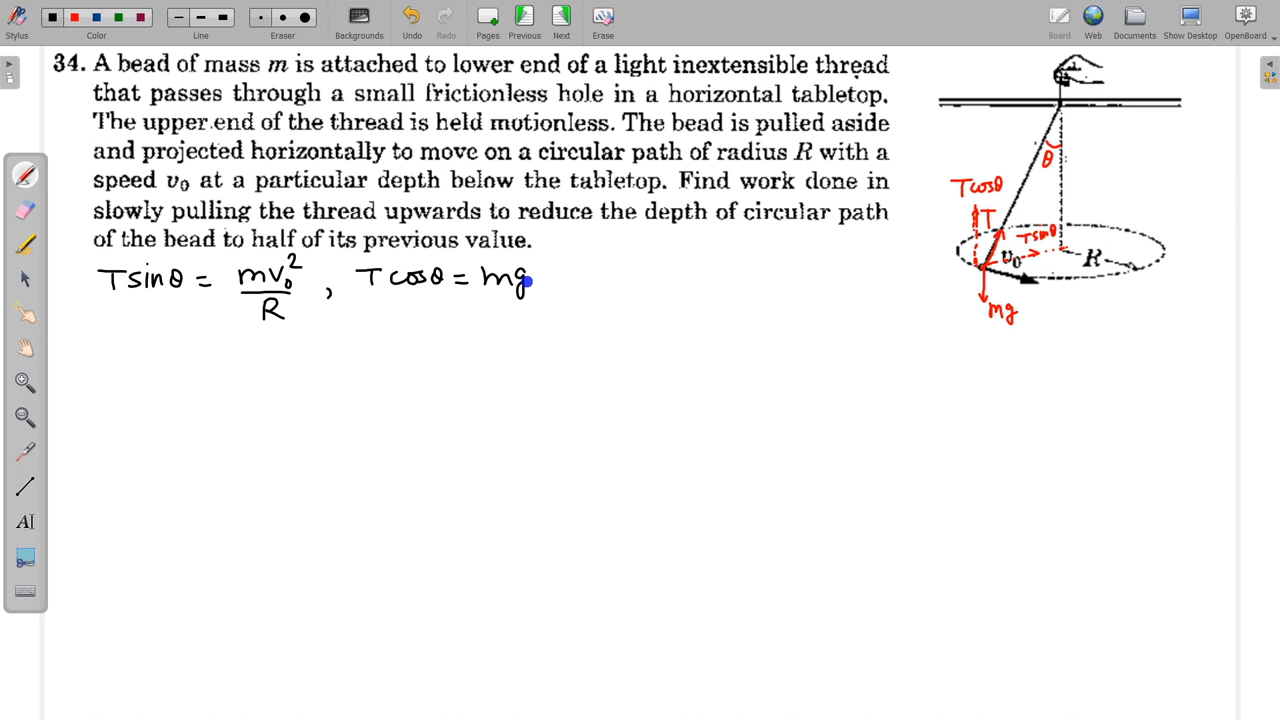 Stylus Color Line Eraser Backgrounds Undo Redo Pages Previous Next Erase Board Web Documents Show Desktop OpenBoard
34. A bead of mass m is attached to lower end of a light inextensible thread
that passes through a small frictionless hole in a horizontal tabletop.
The upper end of the thread is held motionless. The bead is pulled aside
and projected horizontally to move on a circular path of radius R with a
speed v₀ at a particular depth below the tabletop. Find work done in
slowly pulling the thread upwards to reduce the depth of circular path
of the bead to half of its previous value.
T sinθ = mv₀²/R , T cosθ = mg
θ
Tcosθ
T
Tsinθ
v₀
R
mg
AI